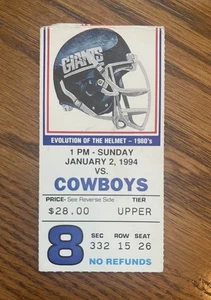 GIANTS
EVOLUTION OF THE HELMET - 1980's
1 PM - SUNDAY
JANUARY 2, 1994
VS.
COWBOYS
PRICE- See Reverse Side TIER
$28.00 UPPER
8 SEC ROW SEAT
332 15 26
NO REFUNDS